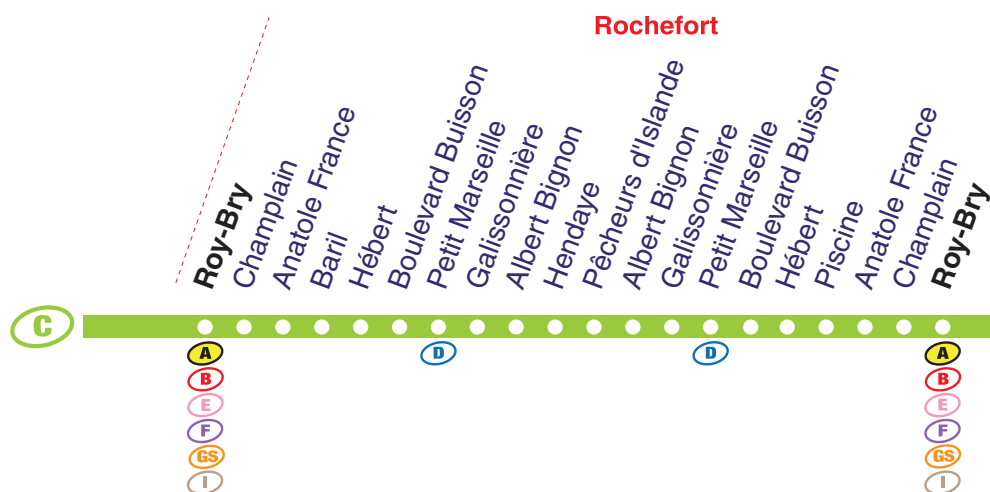 Rochefort
Roy-Bry
Champlain
Anatole France
Baril
Hébert
Boulevard Buisson
Petit Marseille
Galissonnière
Albert Bignon
Hendaye
Pêcheurs d'Islande
Albert Bignon
Galissonnière
Petit Marseille
Boulevard Buisson
Hébert
Piscine
Anatole France
Champlain
Roy-Bry
C
A
D
D
A
B
B
E
E
F
F
GS
GS
I
I